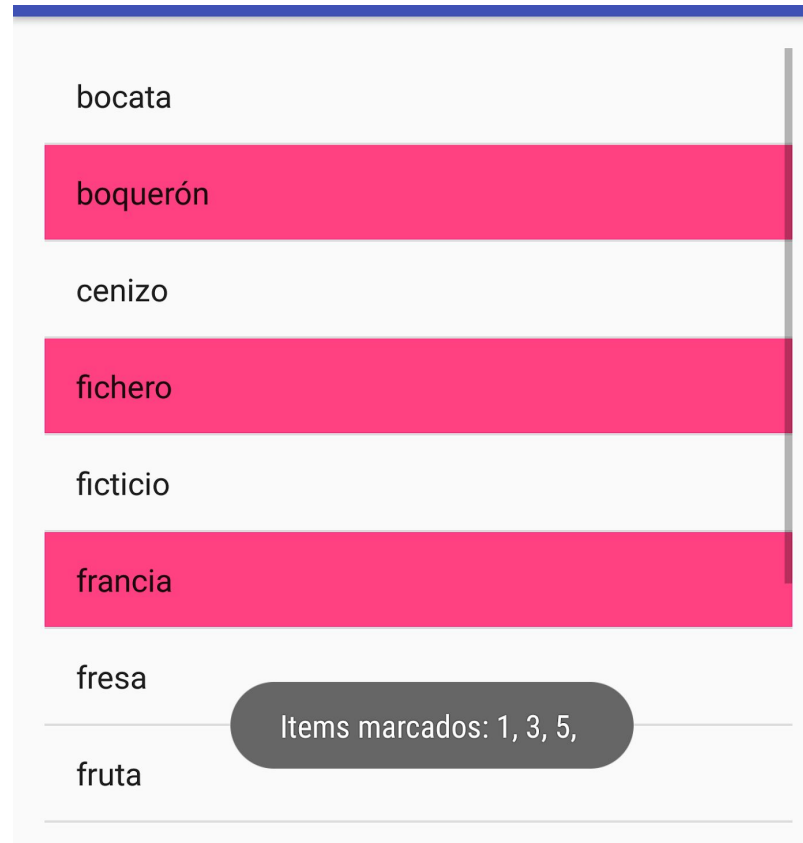 bocata
boquerón
cenizo
fichero
ficticio
francia
fresa
Items marcados: 1, 3, 5,
fruta